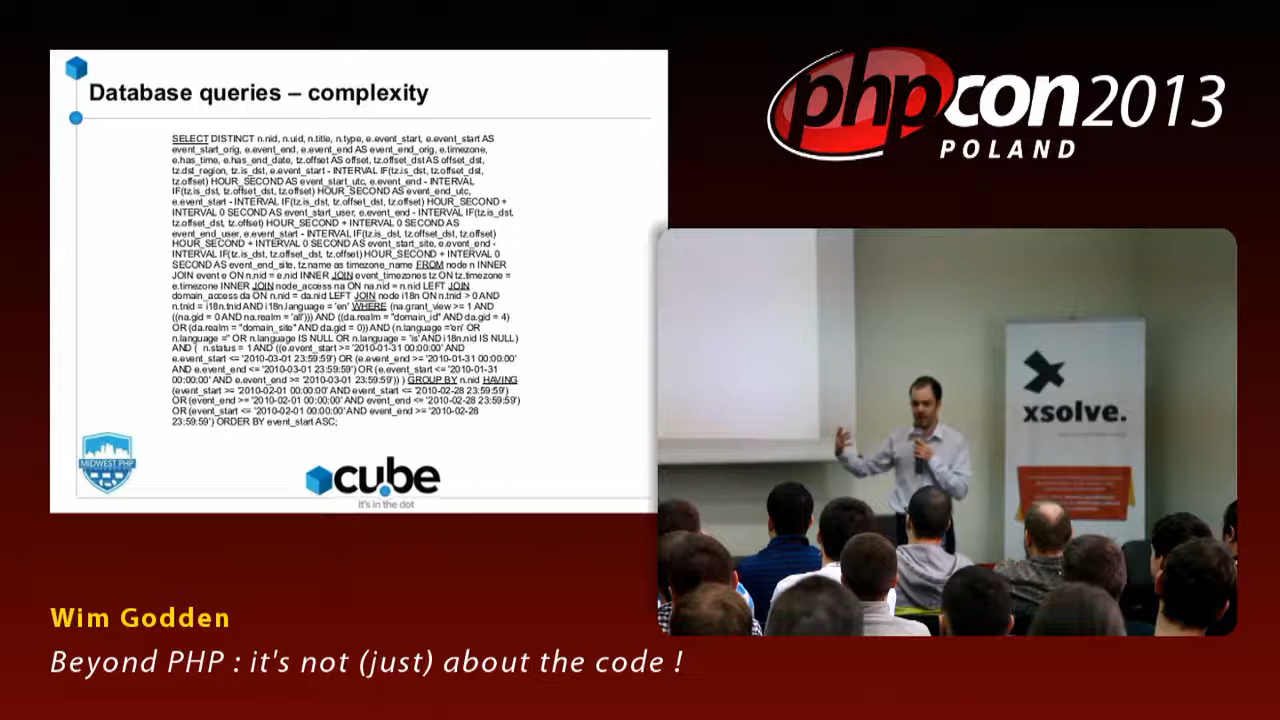 Database queries – complexity
SELECT DISTINCT n.nid, n.uid, n.title, n.type, e.event_start, e.event_start AS
event_start_orig, e.event_end, e.event_end AS event_end_orig, e.timezone,
e.has_time, e.has_end_date, tz.offset AS offset, tz.offset_dst AS offset_dst,
tz.dst_region, tz.is_dst, e.event_start - INTERVAL IF(tz.is_dst, tz.offset_dst,
tz.offset) HOUR_SECOND AS event_start_utc, e.event_end - INTERVAL
IF(tz.is_dst, tz.offset_dst, tz.offset) HOUR_SECOND AS event_end_utc,
e.event_start - INTERVAL IF(tz.is_dst, tz.offset_dst, tz.offset) HOUR_SECOND +
INTERVAL 0 SECOND AS event_start_user, e.event_end - INTERVAL IF(tz.is_dst,
tz.offset_dst, tz.offset) HOUR_SECOND + INTERVAL 0 SECOND AS
event_end_user, e.event_start - INTERVAL IF(tz.is_dst, tz.offset_dst, tz.offset)
HOUR_SECOND + INTERVAL 0 SECOND AS event_start_site, e.event_end -
INTERVAL IF(tz.is_dst, tz.offset_dst, tz.offset) HOUR_SECOND + INTERVAL 0
SECOND AS event_end_site, tz.name as timezone_name FROM node n INNER
JOIN event e ON n.nid = e.nid INNER JOIN event_timezones tz ON tz.timezone =
e.timezone INNER JOIN node_access na ON na.nid = n.nid LEFT JOIN
domain_access da ON n.nid = da.nid LEFT JOIN node i18n ON n.tnid > 0 AND
n.tnid = i18n.tnid AND i18n.language = 'en' WHERE (na.grant_view >= 1 AND
((na.gid = 0 AND na.realm = 'all'))) AND ((da.realm = "domain_id" AND da.gid = 4)
OR (da.realm = "domain_site" AND da.gid = 0)) AND (n.language ='en' OR
n.language ='' OR n.language IS NULL OR n.language = 'is' AND i18n.nid IS NULL)
AND ( n.status = 1 AND ((e.event_start >= '2010-01-31 00:00:00' AND
e.event_start <= '2010-03-01 23:59:59') OR (e.event_end >= '2010-01-31 00:00:00'
AND e.event_end <= '2010-03-01 23:59:59') OR (e.event_start <= '2010-01-31
00:00:00' AND e.event_end >= '2010-03-01 23:59:59')) ) GROUP BY n.nid HAVING
(event_start >= '2010-02-01 00:00:00' AND event_start <= '2010-02-28 23:59:59')
OR (event_end >= '2010-02-01 00:00:00' AND event_end <= '2010-02-28 23:59:59')
OR (event_start <= '2010-02-01 00:00:00' AND event_end >= '2010-02-28
23:59:59') ORDER BY event_start ASC;
MIDWEST PHP
cu.be
it's in the dot
phpcon 2013
POLAND
xsolve.
Wim Godden
Beyond PHP : it's not (just) about the code !